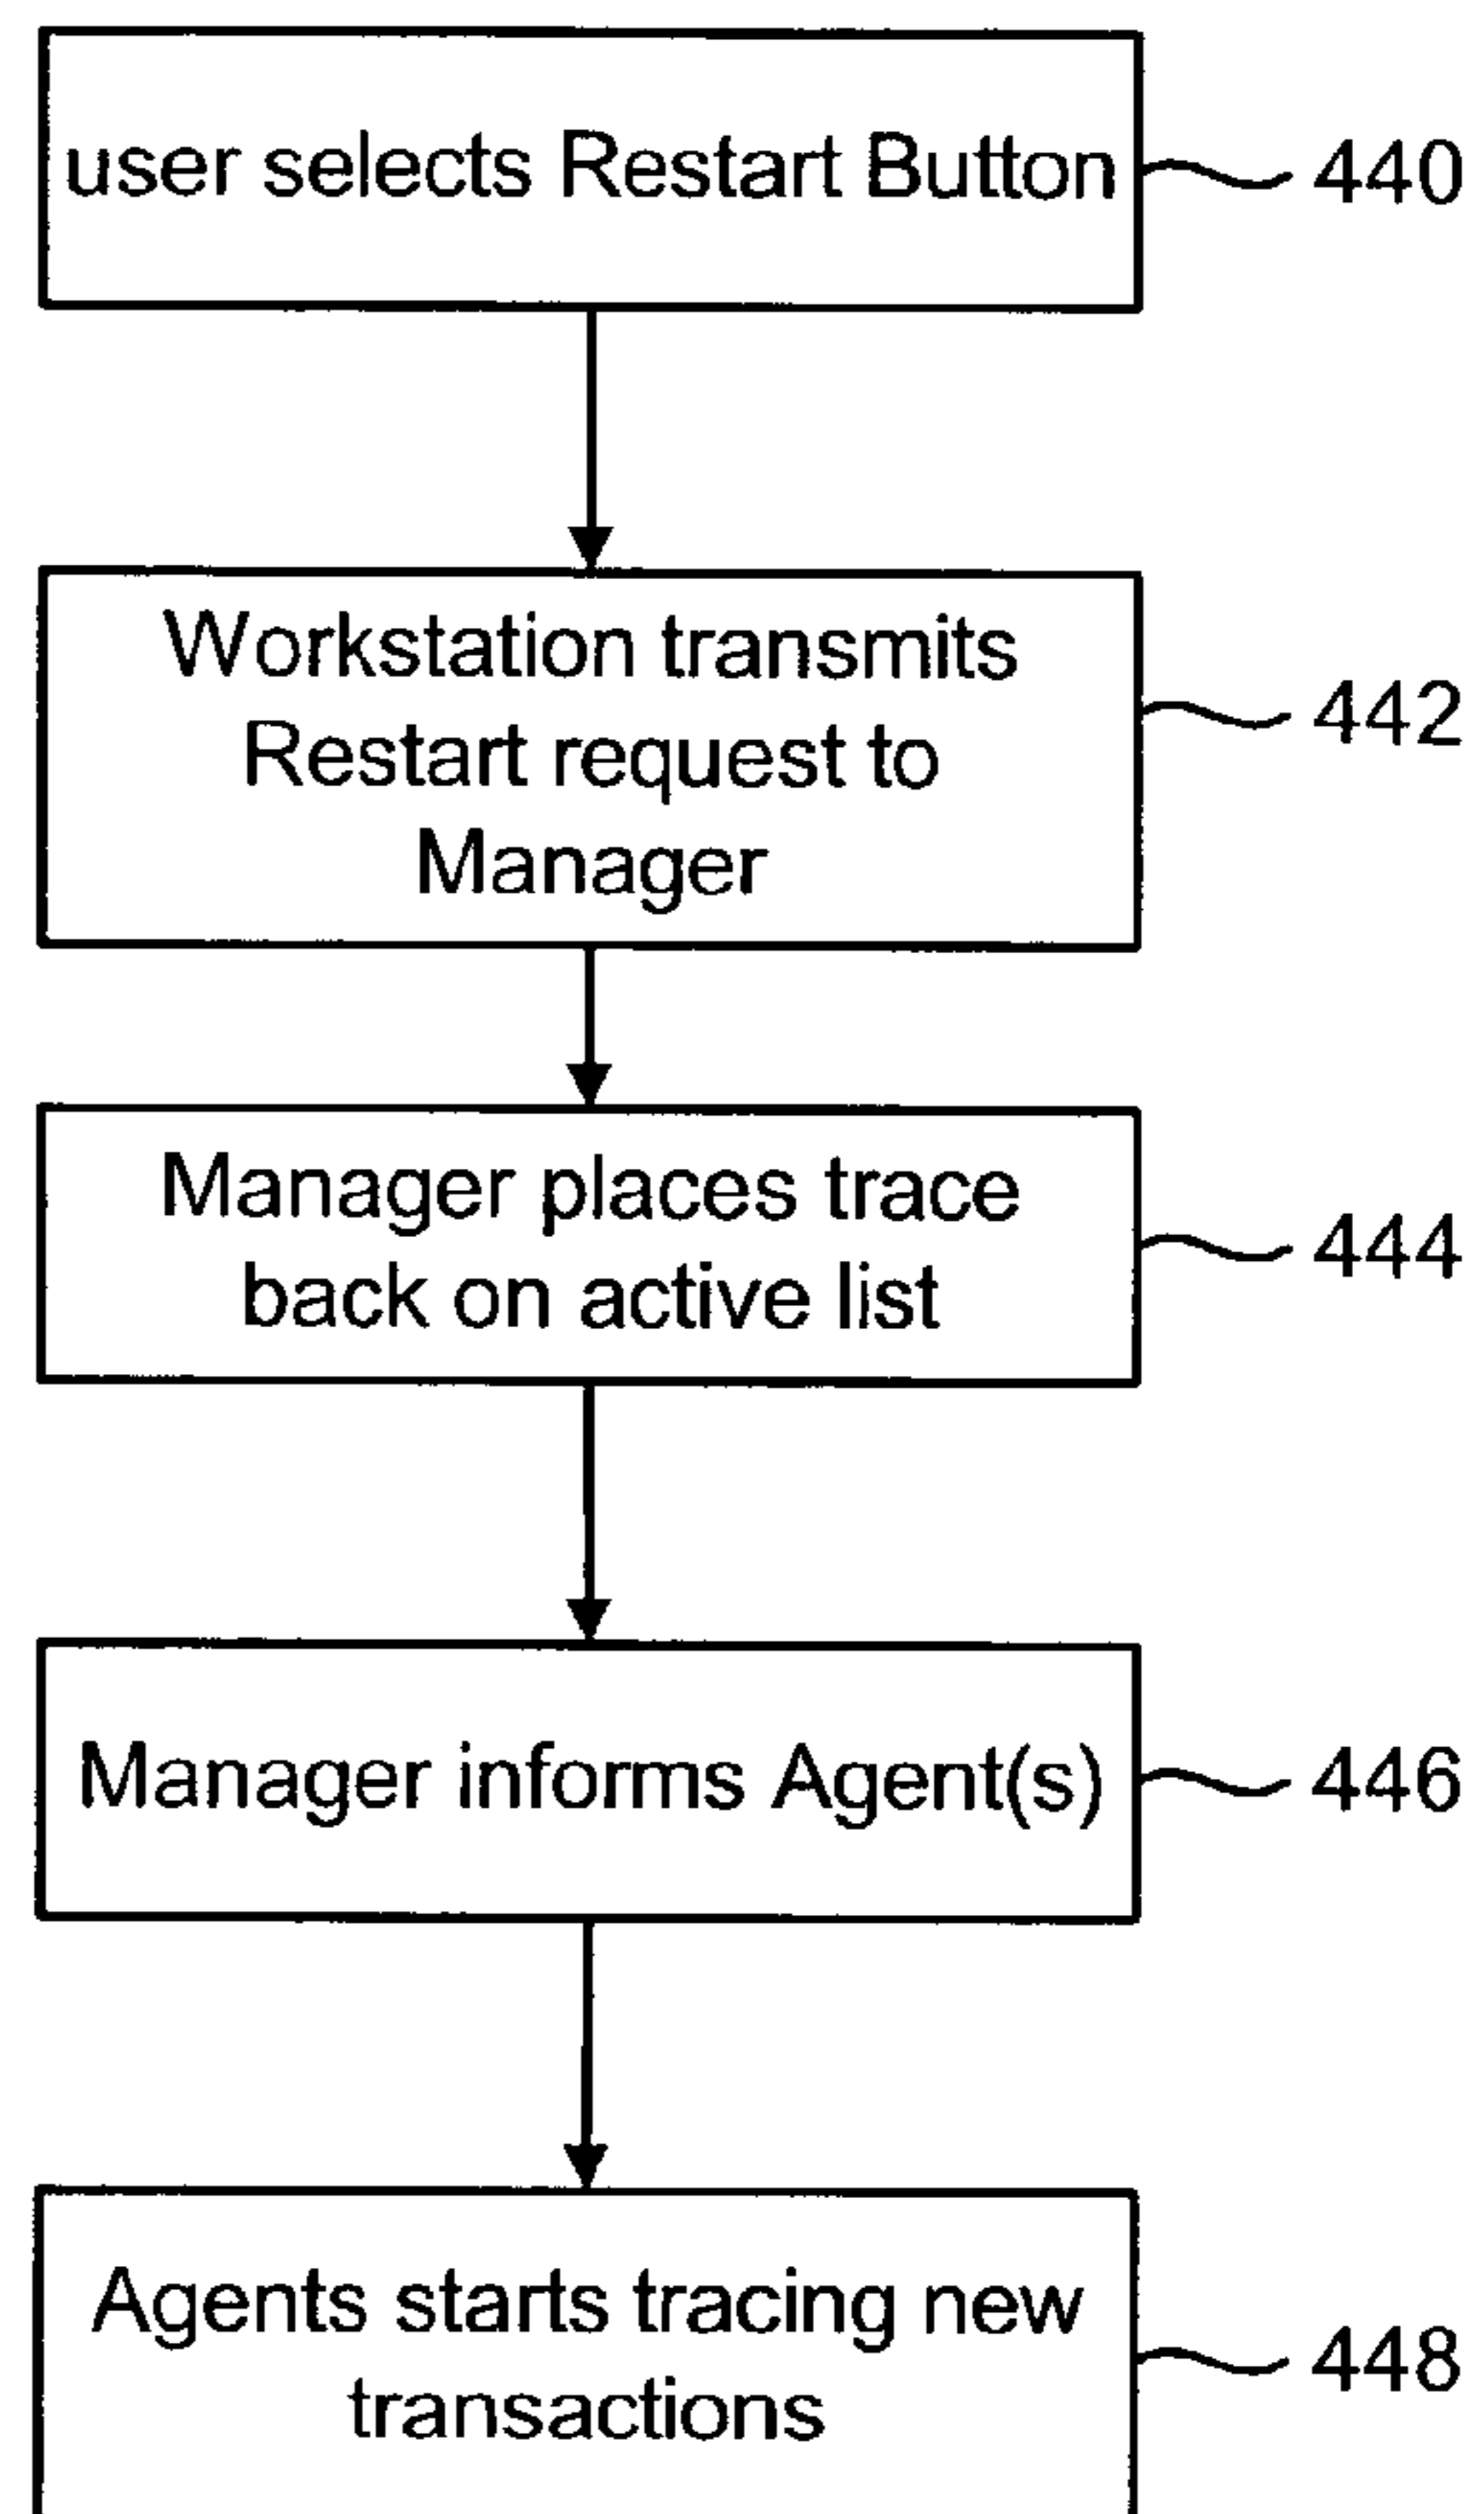 user selects Restart Button
440
Workstation transmits
Restart request to
Manager
442
Manager places trace
back on active list
444
Manager informs Agent(s)
446
Agents starts tracing new
transactions
448